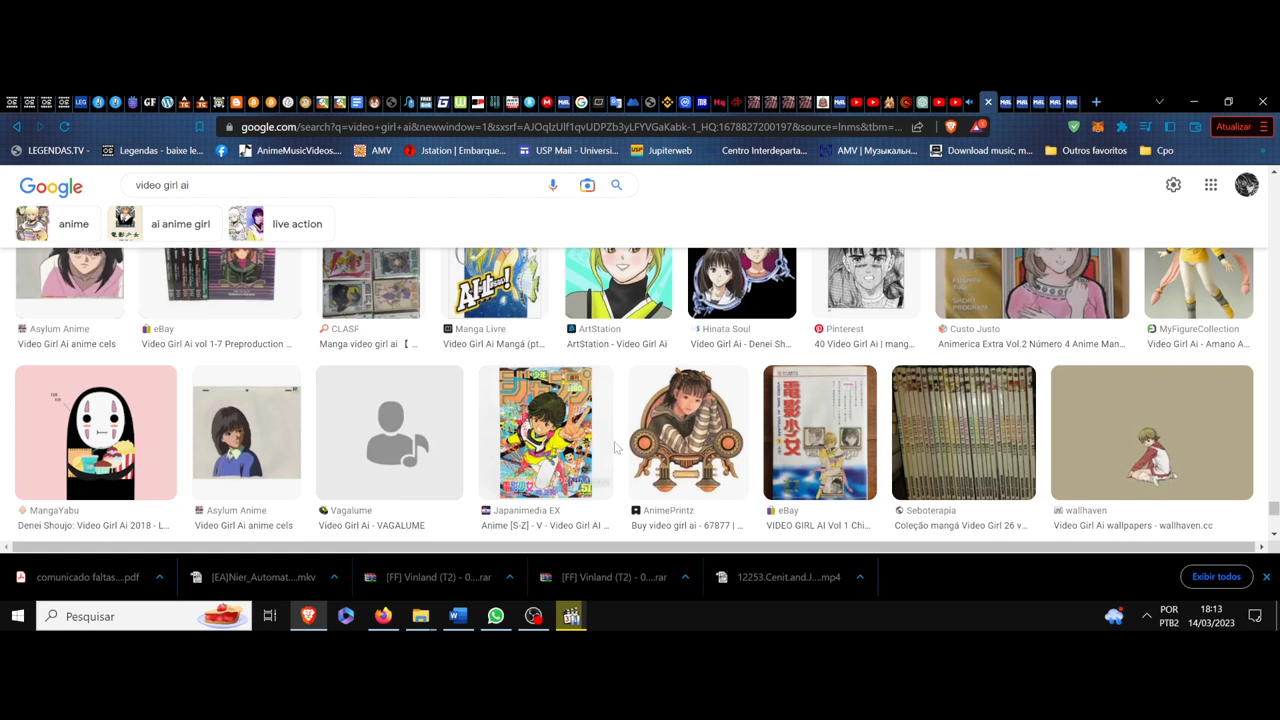 google.com/search?q=video+girl+ai&newwindow=1&sxsrf=AJOqlzUlf1qvUDPZb3yLFYVGaKabk-1_HQ:1678827200197&source=lnms&tbm=...
Atualizar
LEGENDAS.TV -
Legendas - baixe le...
AnimeMusicVideos....
AMV
Jstation | Embarque...
USP Mail - Universi...
Jupiterweb
Centro Interdeparta...
AMV | Музыкальн...
Download music, m...
Outros favoritos
Cpo
Google
video girl ai
anime
ai anime girl
live action
Asylum Anime
eBay
CLASF
Manga Livre
ArtStation
Hinata Soul
Pinterest
Custo Justo
MyFigureCollection
Video Girl Ai anime cels
Video Girl Ai vol 1-7 Preproduction ...
Manga video girl ai 【 ...
Video Girl Ai Mangá (pt...
ArtStation - Video Girl Ai
Video Girl Ai - Denei Sho...
40 Video Girl Ai | mang...
Animerica Extra Vol.2 Número 4 Anime Man...
Video Girl Ai - Amano A...
電影少女
MangaYabu
Asylum Anime
Vagalume
Japanimedia EX
AnimePrintz
eBay
Seboterapia
wallhaven
Denei Shoujo: Video Girl Ai 2018 - L...
Video Girl Ai anime cels
Video Girl Ai - VAGALUME
Anime [S-Z] - V - Video Girl AI ...
Buy video girl ai - 67877 | ...
VIDEO GIRL AI Vol 1 Chi...
Coleção mangá Video Girl 26 v...
Video Girl Ai wallpapers - wallhaven.cc
comunicado faltas....pdf
[EA]Nier_Automat....mkv
[FF] Vinland (T2) - 0....rar
[FF] Vinland (T2) - 0....rar
12253.Cenit.and.J....mp4
Exibir todos
Pesquisar
POR
PTB2
18:13
14/03/2023